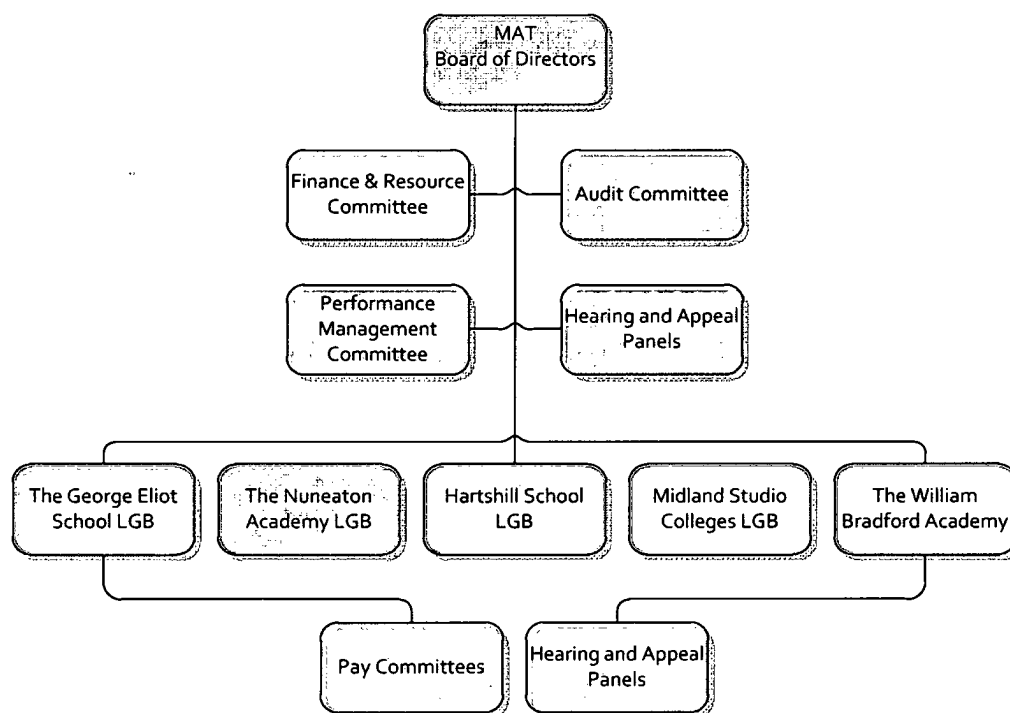 MAT
Board of Directors
Finance & Resource
Committee
Audit Committee
Performance
Management
Committee
Hearing and Appeal
Panels
The George Eliot
School LGB
The Nuneaton
Academy LGB
Hartshill School
LGB
Midland Studio
Colleges LGB
The William
Bradford Academy
Pay Committees
Hearing and Appeal
Panels